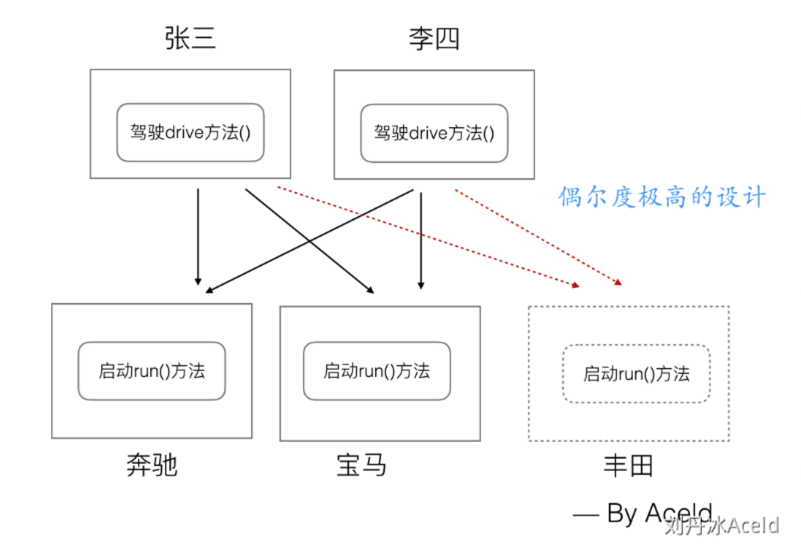 张三
李四
驾驶drive方法()
驾驶drive方法()
偶尔度极高的设计
启动run()方法
启动run()方法
启动run()方法
奔驰
宝马
丰田
— By Aceld
刘丹冰Aceld